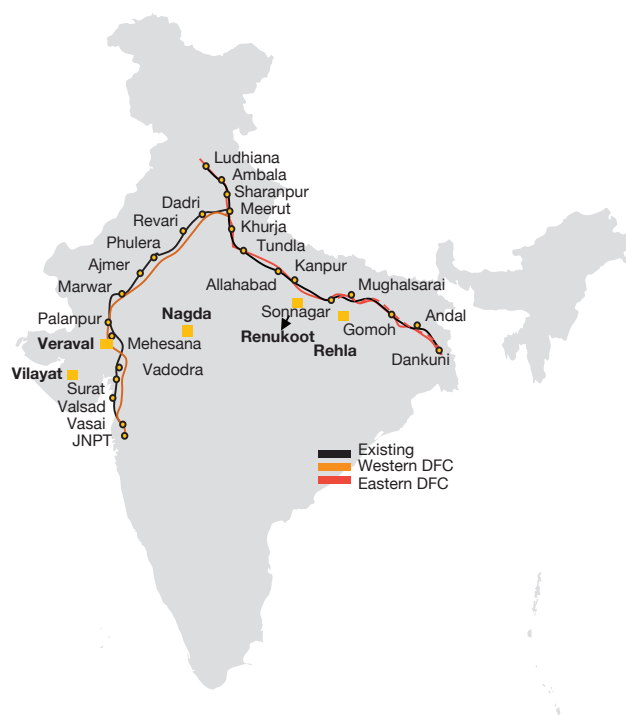 Ludhiana
Ambala
Sharanpur
Dadri
Meerut
Revari
Khurja
Phulera
Tundla
Ajmer
Kanpur
Marwar
Allahabad
Mughalsarai
Palanpur
Nagda
Sonnagar
Andal
Veraval
Mehesana
Renukoot
Gomoh
Rehla
Dankuni
Vilayat
Vadodra
Surat
Valsad
Vasai
JNPT
Existing
Western DFC
Eastern DFC